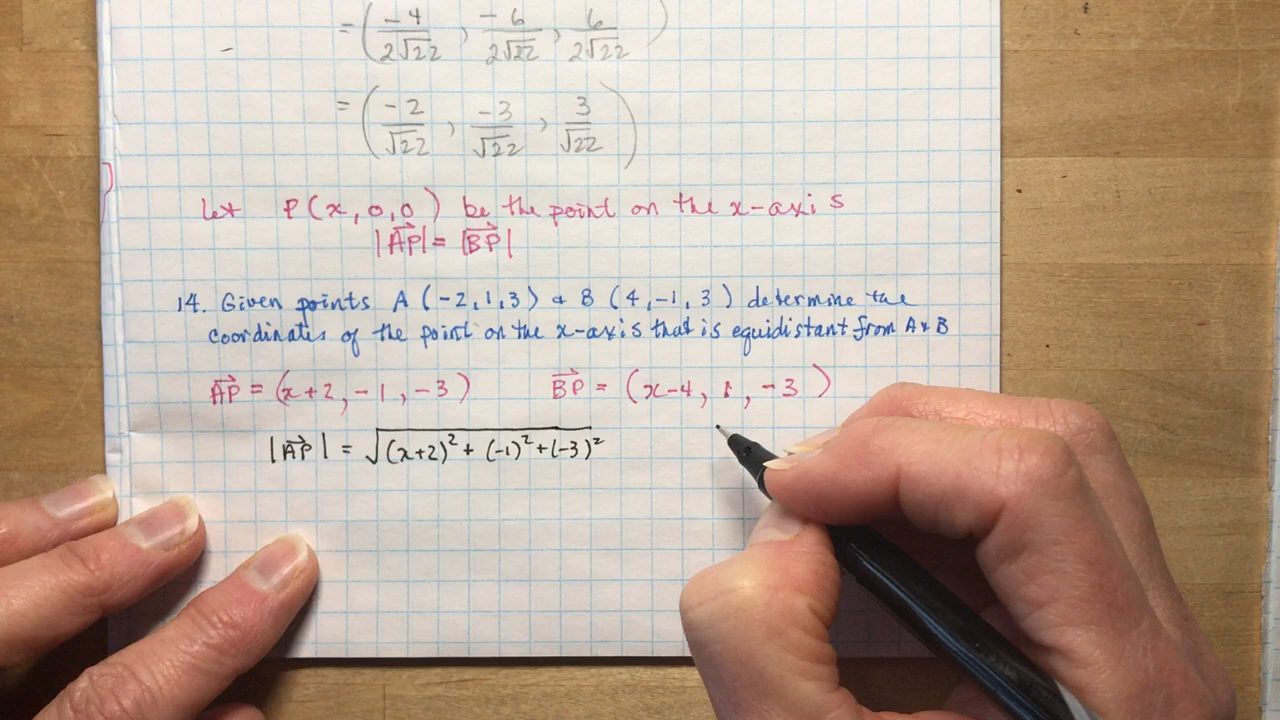 = (-4/2√22, -6/2√22, 6/2√22)
= (-2/√22, -3/√22, 3/√22)
Let P(x,0,0) be the point on the x-axis
|AP⃗| = |BP⃗|
14. Given points A (-2,1,3) & B (4,-1,3) determine the
coordinates of the point on the x-axis that is equidistant from A & B
AP⃗ = (x+2, -1, -3) BP⃗ = (x-4, 1, -3)
|AP⃗| = √(x+2)² + (-1)² + (-3)²